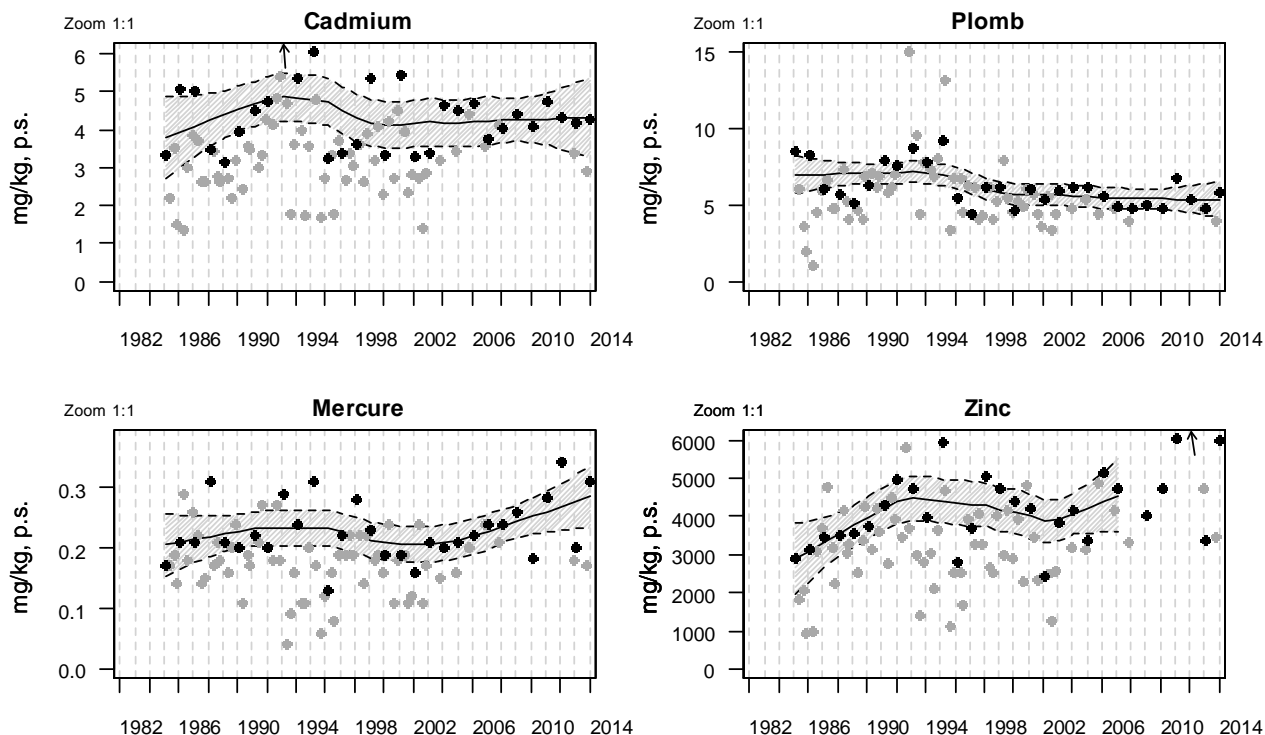 Zoom 1:1
Cadmium
mg/kg, p.s.
6
5
4
3
2
1
0
1982 1986 1990 1994 1998 2002 2006 2010 2014
Zoom 1:1
Plomb
mg/kg, p.s.
15
10
5
0
1982 1986 1990 1994 1998 2002 2006 2010 2014
Zoom 1:1
Mercure
mg/kg, p.s.
0.3
0.2
0.1
0.0
1982 1986 1990 1994 1998 2002 2006 2010 2014
Zoom 1:1
Zinc
mg/kg, p.s.
6000
5000
4000
3000
2000
1000
0
1982 1986 1990 1994 1998 2002 2006 2010 2014